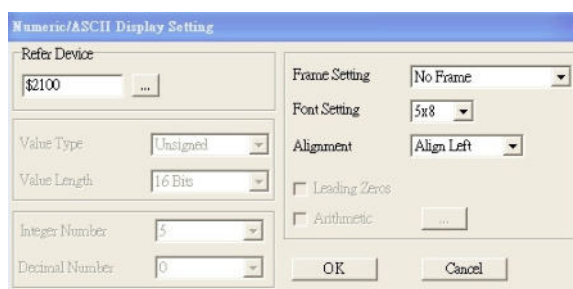 Numeric/ASCII Display Setting
Refer Device
$2100
...
Value Type
Unsigned
Value Length
16 Bits
Integer Number
5
Decimal Number
0
Frame Setting
No Frame
Font Setting
5x8
Alignment
Align Left
Leading Zeros
Arithmetic
...
OK
Cancel